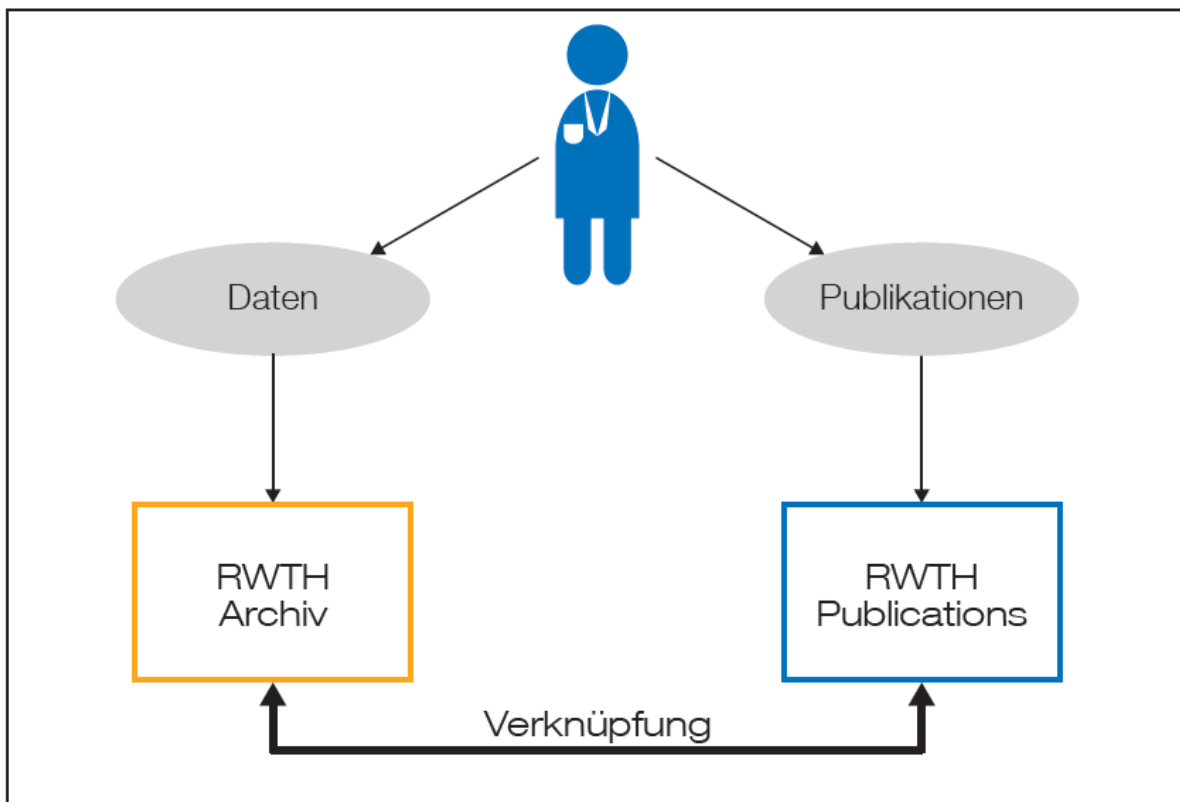 Daten
Publikationen
RWTH
Archiv
RWTH
Publications
Verknüpfung